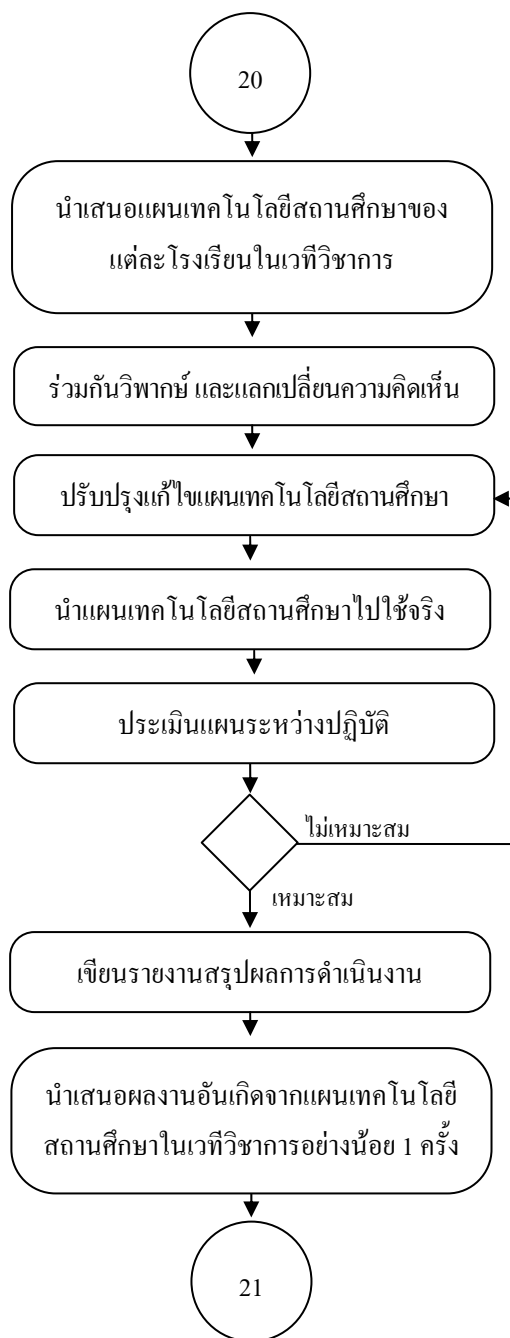 20
นำเสนอแผนเทคโนโลยีสถานศึกษาของ
แต่ละโรงเรียนในเวทีวิชาการ
ร่วมกันวิพากษ์ และแลกเปลี่ยนความคิดเห็น
ปรับปรุงแก้ไขแผนเทคโนโลยีสถานศึกษา
นำแผนเทคโนโลยีสถานศึกษาไปใช้จริง
ประเมินแผนระหว่างปฏิบัติ
ไม่เหมาะสม
เหมาะสม
เขียนรายงานสรุปผลการดำเนินงาน
นำเสนอผลงานอันเกิดจากแผนเทคโนโลยี
สถานศึกษาในเวทีวิชาการอย่างน้อย 1 ครั้ง
21